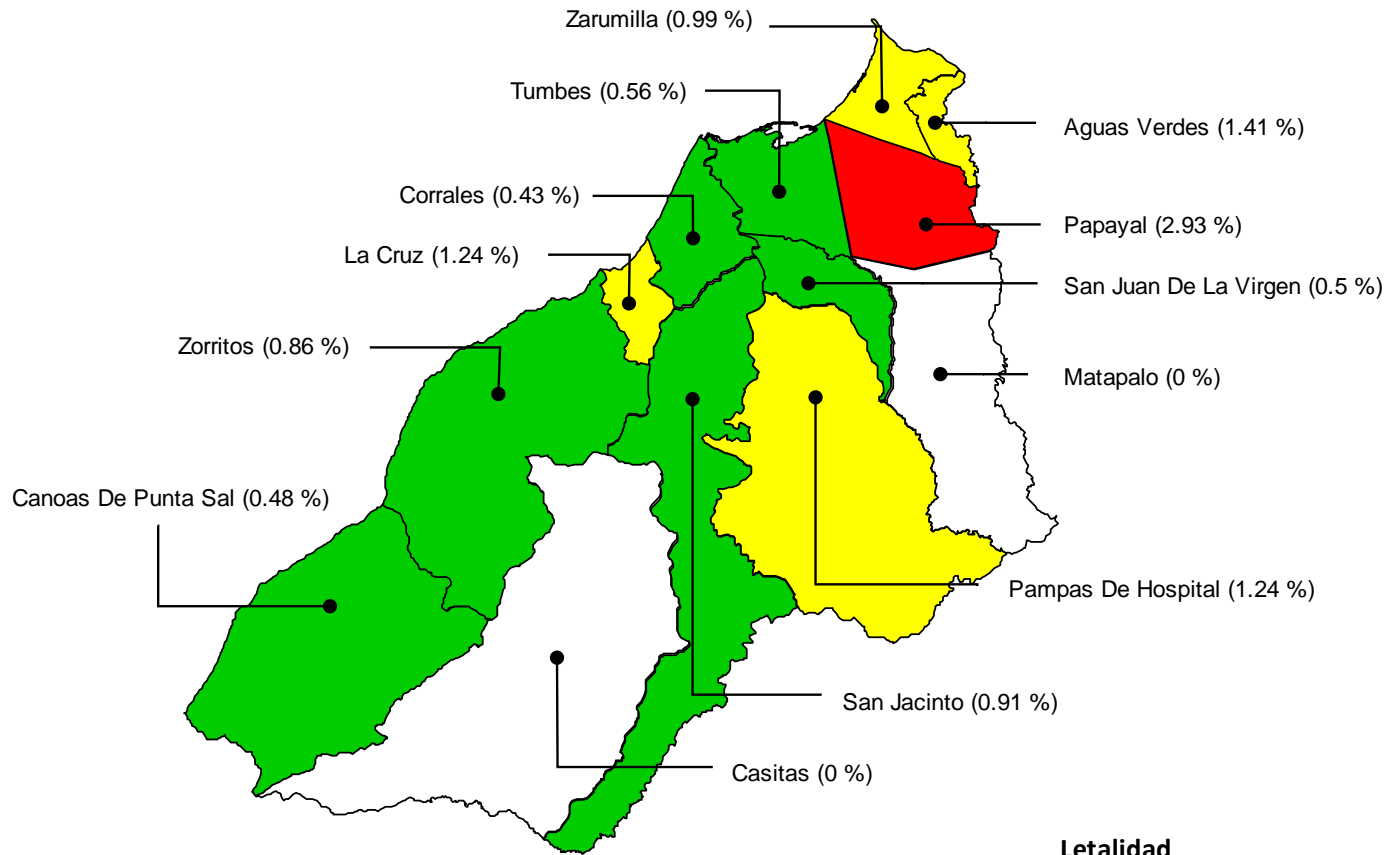 Zarumilla (0.99 %)
Tumbes (0.56 %)
Aguas Verdes (1.41 %)
Corrales (0.43 %)
Papayal (2.93 %)
La Cruz (1.24 %)
San Juan De La Virgen (0.5 %)
Zorritos (0.86 %)
Matapalo (0 %)
Canoas De Punta Sal (0.48 %)
Pampas De Hospital (1.24 %)
San Jacinto (0.91 %)
Casitas (0 %)
Letalidad